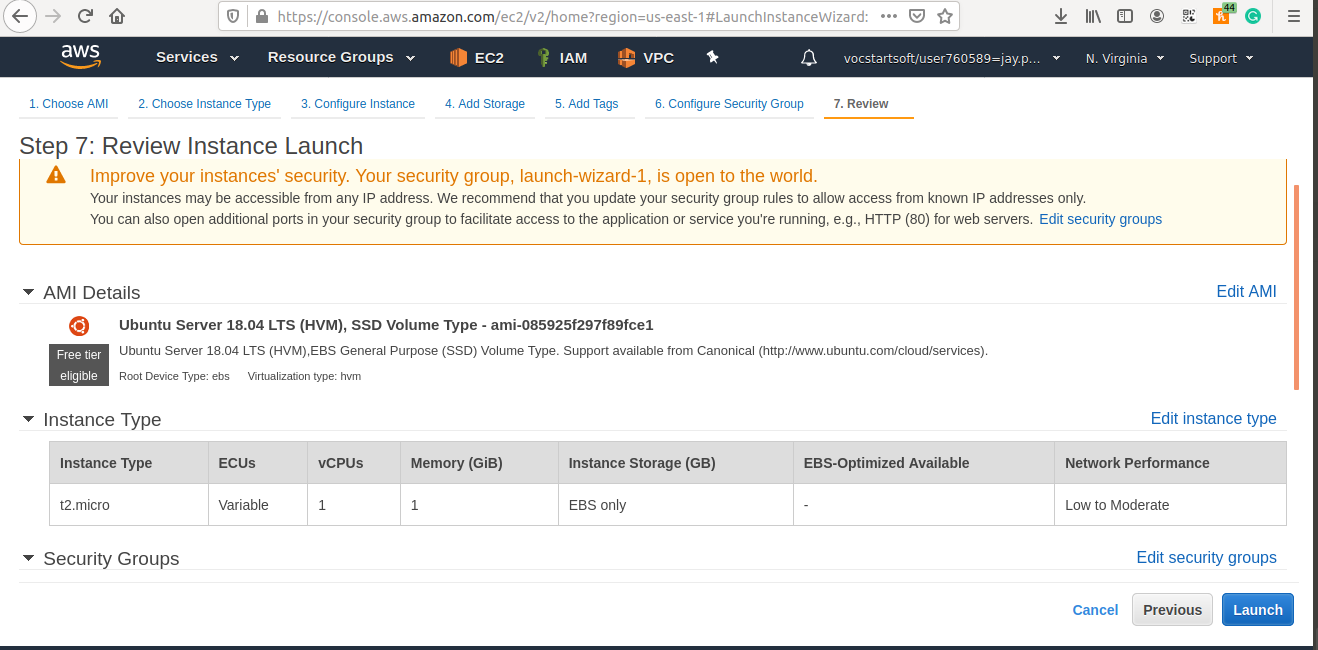 https://console.aws.amazon.com/ec2/v2/home?region=us-east-1#LaunchInstanceWizard:
44
aws Services Resource Groups EC2 IAM VPC vocstartsoft/user760589=jay.p... N. Virginia Support
1. Choose AMI 2. Choose Instance Type 3. Configure Instance 4. Add Storage 5. Add Tags 6. Configure Security Group 7. Review
Step 7: Review Instance Launch
Improve your instances' security. Your security group, launch-wizard-1, is open to the world.
Your instances may be accessible from any IP address. We recommend that you update your security group rules to allow access from known IP addresses only.
You can also open additional ports in your security group to facilitate access to the application or service you're running, e.g., HTTP (80) for web servers. Edit security groups
AMI Details Edit AMI
Ubuntu Server 18.04 LTS (HVM), SSD Volume Type - ami-085925f297f89fce1
Free tier eligible
Ubuntu Server 18.04 LTS (HVM),EBS General Purpose (SSD) Volume Type. Support available from Canonical (http://www.ubuntu.com/cloud/services).
Root Device Type: ebs Virtualization type: hvm
Instance Type Edit instance type
Instance Type ECUs vCPUs Memory (GiB) Instance Storage (GB) EBS-Optimized Available Network Performance
t2.micro Variable 1 1 EBS only - Low to Moderate
Security Groups Edit security groups
Cancel Previous Launch